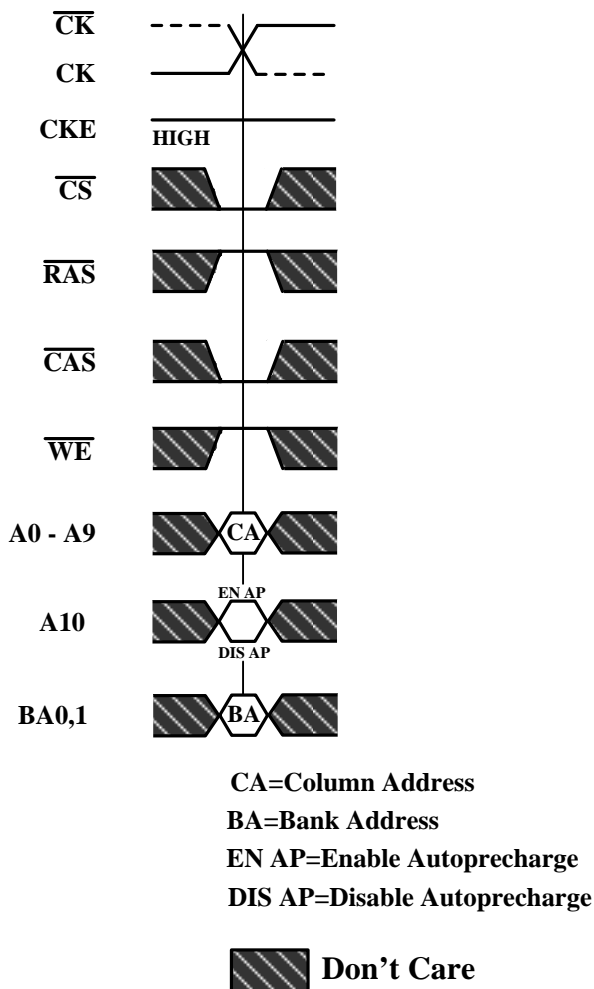 CK
CK
CKE
HIGH
CS
RAS
CAS
WE
A0 - A9
CA
EN AP
A10
DIS AP
BA0,1
BA
CA=Column Address
BA=Bank Address
EN AP=Enable Autoprecharge
DIS AP=Disable Autoprecharge
Don't Care